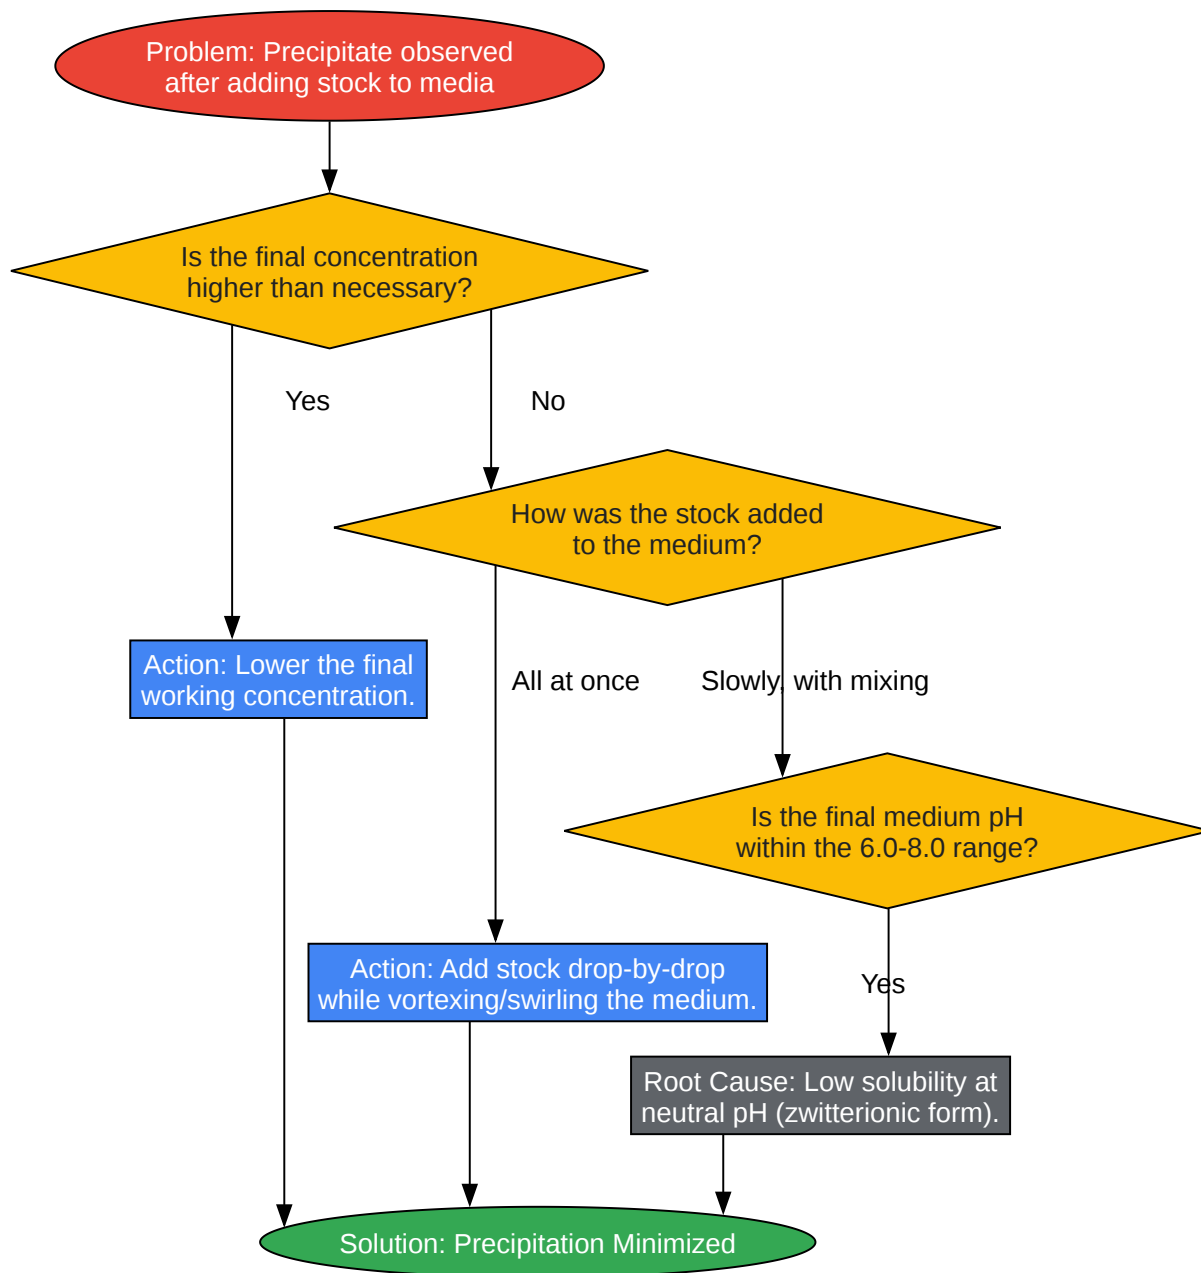 Problem: Precipitate observed
after adding stock to media
Is the final concentration
higher than necessary?
Yes
No
How was the stock added
to the medium?
Action: Lower the final
working concentration.
All at once
Slowly, with mixing
Is the final medium pH
within the 6.0-8.0 range?
Action: Add stock drop-by-drop
while vortexing/swirling the medium.
Yes
Root Cause: Low solubility at
neutral pH (zwitterionic form).
Solution: Precipitation Minimized